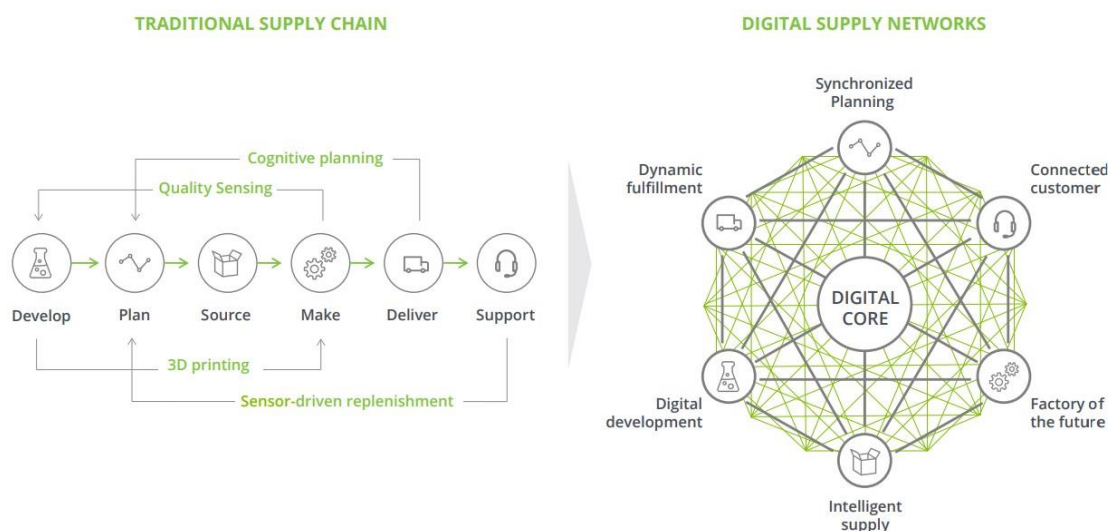 TRADITIONAL SUPPLY CHAIN
Cognitive planning
Quality Sensing
Develop
Plan
Source
Make
Deliver
Support
3D printing
Sensor-driven replenishment
DIGITAL SUPPLY NETWORKS
Synchronized
Planning
Dynamic
fulfillment
Connected
customer
DIGITAL
CORE
Digital
development
Factory of
the future
Intelligent
supply